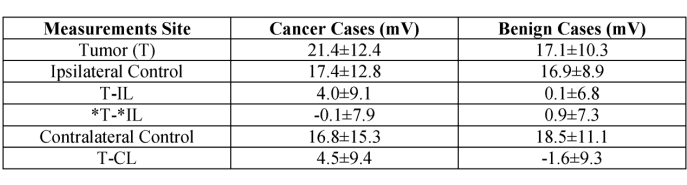 Measurements Site Cancer Cases (mV) Benign Cases (mV)
Tumor (T) 21.4±12.4 17.1±10.3
Ipsilateral Control 17.4±12.8 16.9±8.9
T-IL 4.0±9.1 0.1±6.8
*T-*IL -0.1±7.9 0.9±7.3
Contralateral Control 16.8±15.3 18.5±11.1
T-CL 4.5±9.4 -1.6±9.3